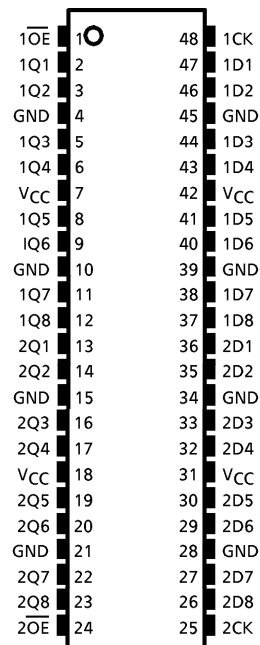 1O̅E̅ 1 48 1CK
1Q1 2 47 1D1
1Q2 3 46 1D2
GND 4 45 GND
1Q3 5 44 1D3
1Q4 6 43 1D4
VCC 7 42 VCC
1Q5 8 41 1D5
IQ6 9 40 1D6
GND 10 39 GND
1Q7 11 38 1D7
1Q8 12 37 1D8
2Q1 13 36 2D1
2Q2 14 35 2D2
GND 15 34 GND
2Q3 16 33 2D3
2Q4 17 32 2D4
VCC 18 31 VCC
2Q5 19 30 2D5
2Q6 20 29 2D6
GND 21 28 GND
2Q7 22 27 2D7
2Q8 23 26 2D8
2O̅E̅ 24 25 2CK